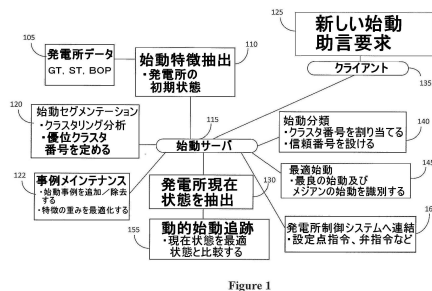 105
発電所データ
GT, ST, BOP
始動特徴抽出
・発電所の
初期状態
110
125
新しい始動
助言要求
クライアント
135
120
始動セグメンテーション
・クラスタリング分析
・優位クラスタ
番号を定める
115
始動サーバ
始動分類
・クラスタ番号を割り当てる
・信頼番号を設ける
140
122
事例メインテナンス
・始動事例を追加/除去
する
・特徴の重みを最適化する
発電所現在
状態を抽出
130
最適始動
・最良の始動及び
メジアンの始動を識別する
145
155
動的始動追跡
・現在状態を最適
状態と比較する
発電所制御システムへ連結
・設定点指令、弁指令など
Figure 1